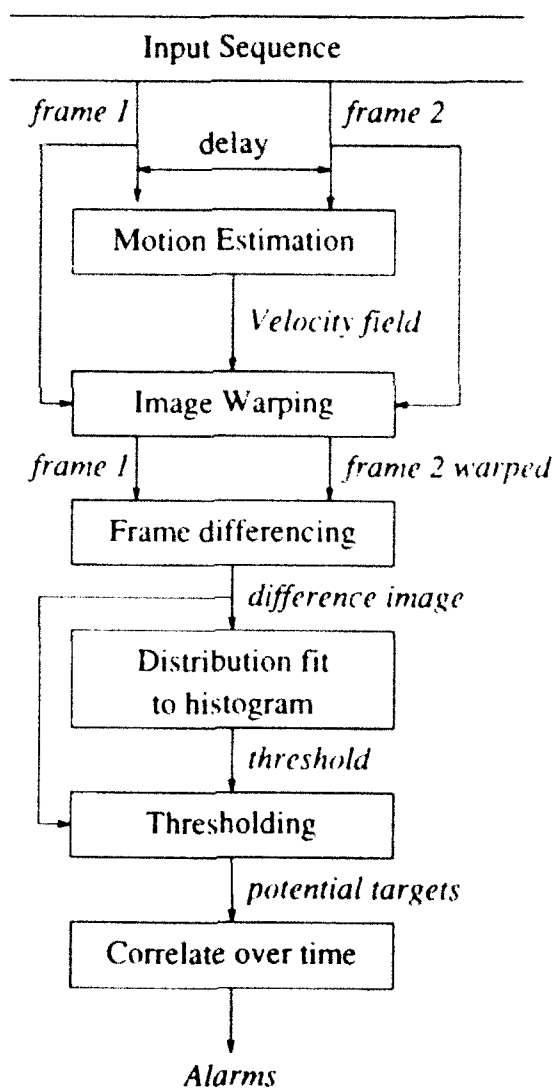 Input Sequence
frame 1
frame 2
delay
Motion Estimation
Velocity field
Image Warping
frame 1
frame 2 warped
Frame differencing
difference image
Distribution fit
to histogram
threshold
Thresholding
potential targets
Correlate over time
Alarms